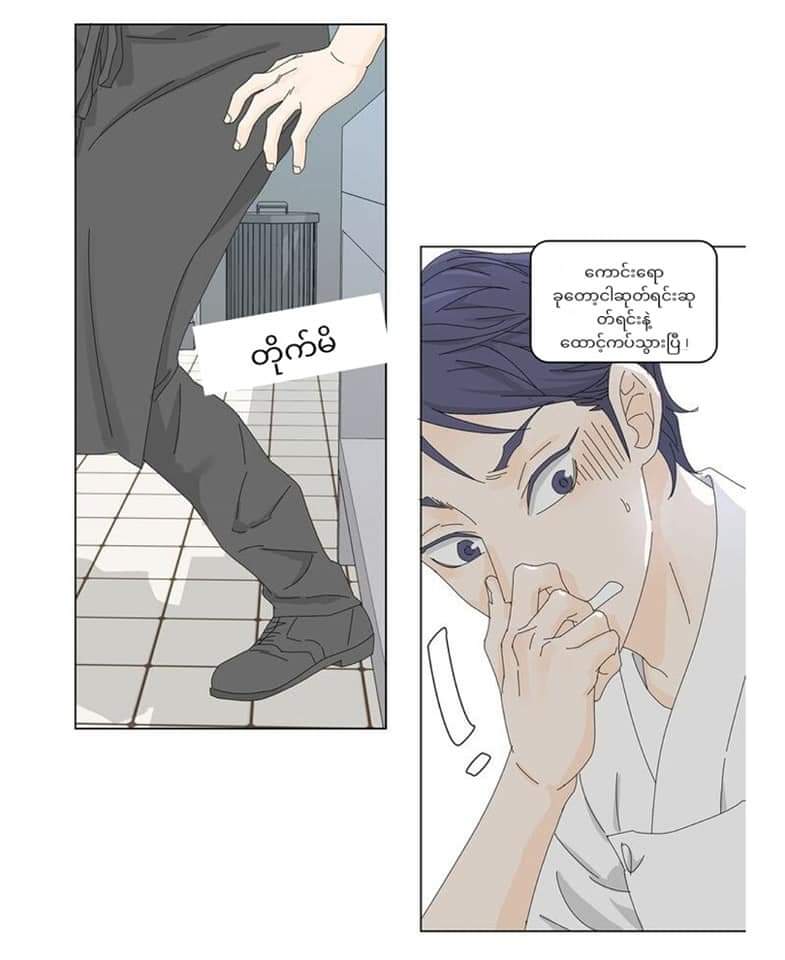 တိုက်မိ
ကောင်းရော
ခုတော့ငါဆုတ်ရင်းဆု
တ်ရင်းနဲ့
ထောင့်ကပ်သွားပြီ ၊